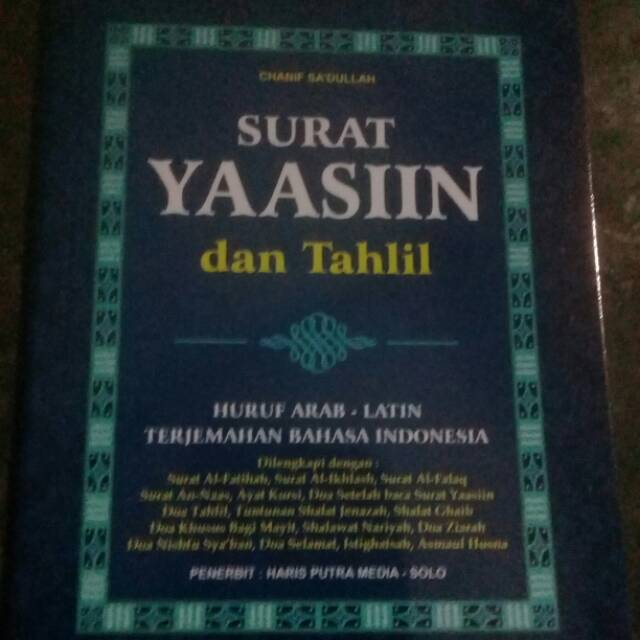 CHANIF SA'DULLAH
SURAT
YAASIIN
dan Tahlil
HURUF ARAB - LATIN
TERJEMAHAN BAHASA INDONESIA
Dilengkapi dengan :
Surat Al-Fatihah, Surat Al-Ikhlash, Surat Al-Falaq
Surat An-Naas, Ayat Kursi, Doa Setelah baca Surat Yaasiin
Doa Tahlil, Tuntunan Shalat Jenazah, Shalat Ghaib
Doa Khusus Bagi Mayit, Shalawat Nariyah, Doa Ziarah
Doa Nishfu Sya'ban, Doa Selamat, Istighatsah, Asmaul Husna
PENERBIT : HARIS PUTRA MEDIA - SOLO